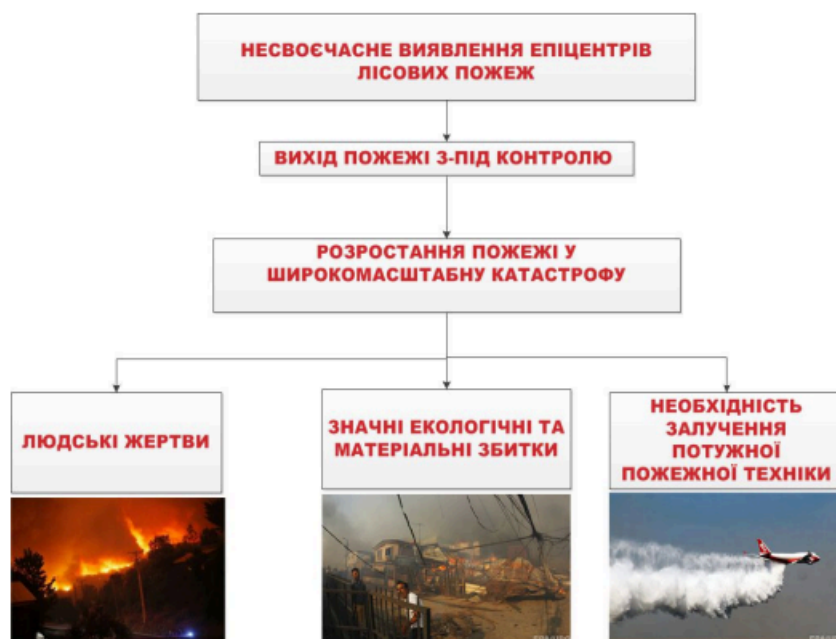 НЕСВОЄЧАСНЕ ВИЯВЛЕННЯ ЕПІЦЕНТРІВ
ЛІСОВИХ ПОЖЕЖ
ВИХІД ПОЖЕЖІ З-ПІД КОНТРОЛЮ
РОЗРОСТАННЯ ПОЖЕЖІ У
ШИРОКОМАСШТАБНУ КАТАСТРОФУ
ЛЮДСЬКІ ЖЕРТВИ
ЗНАЧНІ ЕКОЛОГІЧНІ ТА
МАТЕРІАЛЬНІ ЗБИТКИ
НЕОБХІДНІСТЬ
ЗАЛУЧЕННЯ
ПОТУЖНОЇ
ПОЖЕЖНОЇ ТЕХНІКИ